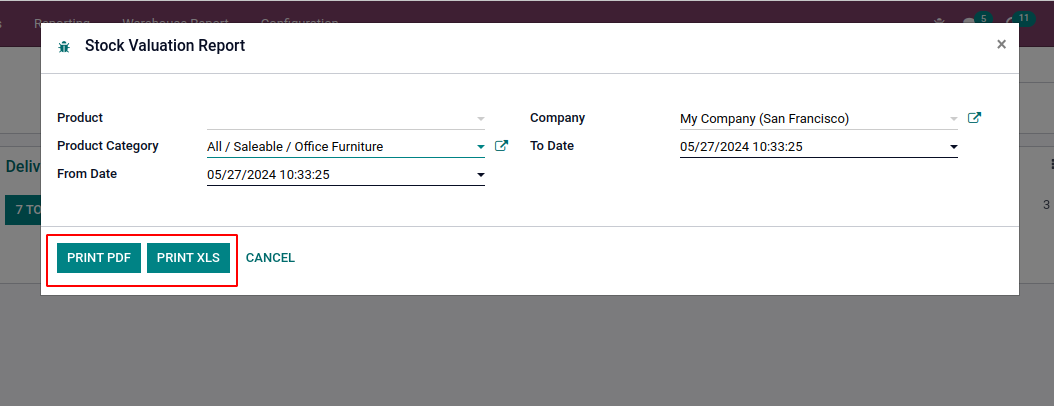 Reporting Warehouse Report Configuration 5 11
Stock Valuation Report ×
Product
Company My Company (San Francisco)
Product Category All / Saleable / Office Furniture
To Date 05/27/2024 10:33:25
From Date 05/27/2024 10:33:25
Deliv
7 TO
3
PRINT PDF PRINT XLS CANCEL